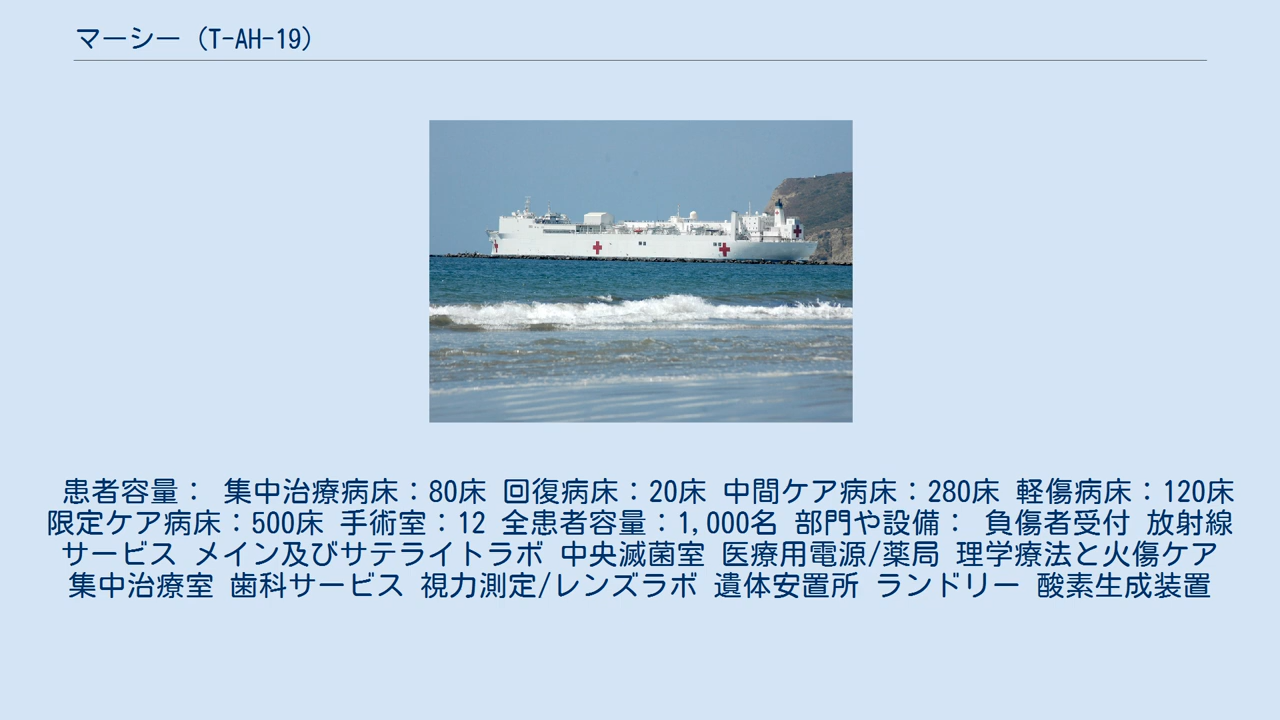 マーシー (T-AH-19)
患者容量： 集中治療病床：80床 回復病床：20床 中間ケア病床：280床 軽傷病床：120床
限定ケア病床：500床 手術室：12 全患者容量：1,000名 部門や設備： 負傷者受付 放射線
サービス メイン及びサテライトラボ 中央滅菌室 医療用電源/薬局 理学療法と火傷ケア
集中治療室 歯科サービス 視力測定/レンズラボ 遺体安置所 ランドリー 酸素生成装置